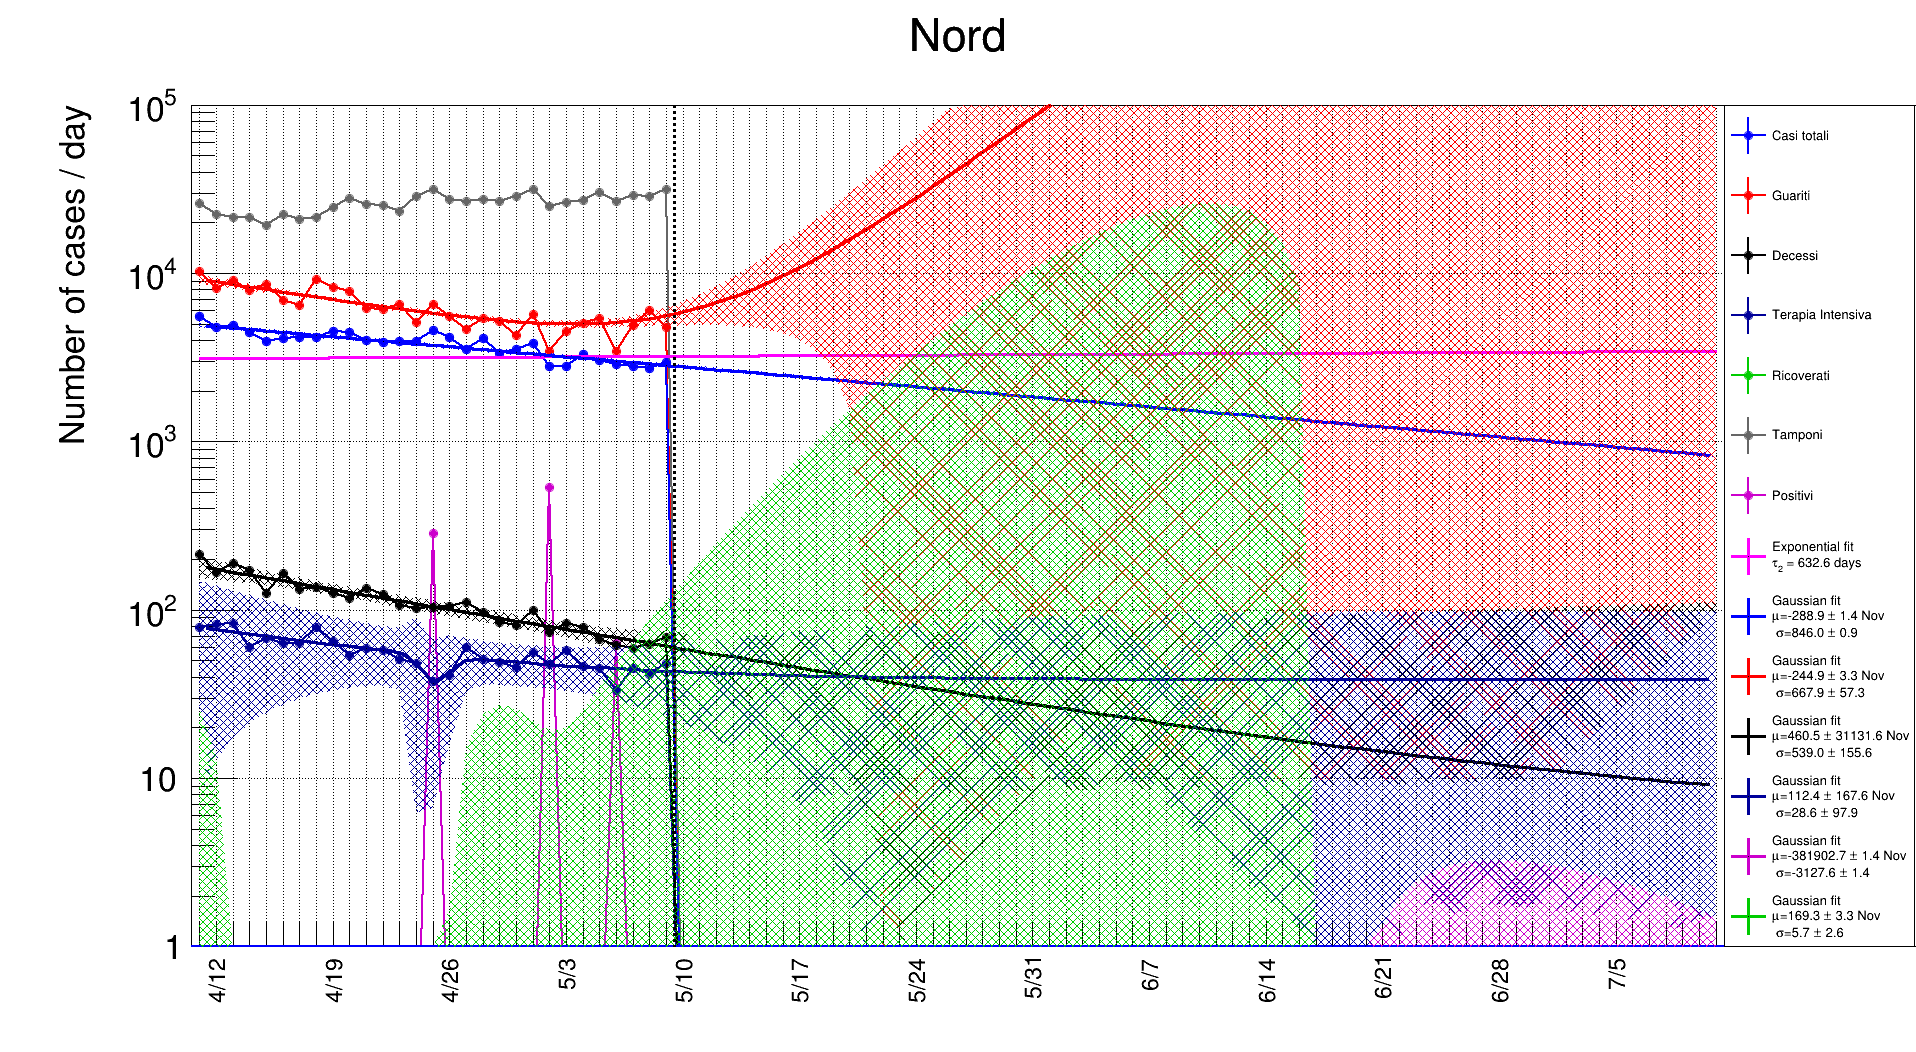 Nord
Number of cases / day
10^5
10^4
10^3
10^2
10
1
4/12
4/19
4/26
5/3
5/10
5/17
5/24
5/31
6/7
6/14
6/21
6/28
7/5
Casi totali
Guariti
Decessi
Terapia Intensiva
Ricoverati
Tamponi
Positivi
Exponential fit
τ₂ = 632.6 days
Gaussian fit
μ=-288.9 ± 1.4 Nov
σ=846.0 ± 0.9
Gaussian fit
μ=-244.9 ± 3.3 Nov
σ=667.9 ± 57.3
Gaussian fit
μ=460.5 ± 31131.6 Nov
σ=539.0 ± 155.6
Gaussian fit
μ=112.4 ± 167.6 Nov
σ=28.6 ± 97.9
Gaussian fit
μ=-381902.7 ± 1.4 Nov
σ=-3127.6 ± 1.4
Gaussian fit
μ=169.3 ± 3.3 Nov
σ=5.7 ± 2.6